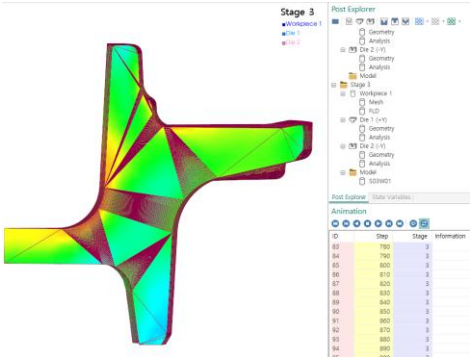 Stage 3
Workpiece 1
Die 1
Die 2
Post Explorer
Geometry
Analysis
Die 2 (-Y)
Geometry
Analysis
Model
Stage 3
Workpiece 1
Mesh
FLD
Die 1 (+Y)
Geometry
Analysis
Die 2 (-Y)
Geometry
Analysis
Model
S03W01
Post Explorer State Variables
Animation
ID Step Stage Information
83 780 3
84 790 3
85 800 3
86 810 3
87 820 3
88 830 3
89 840 3
90 850 3
91 860 3
92 870 3
93 880 3
94 890 3